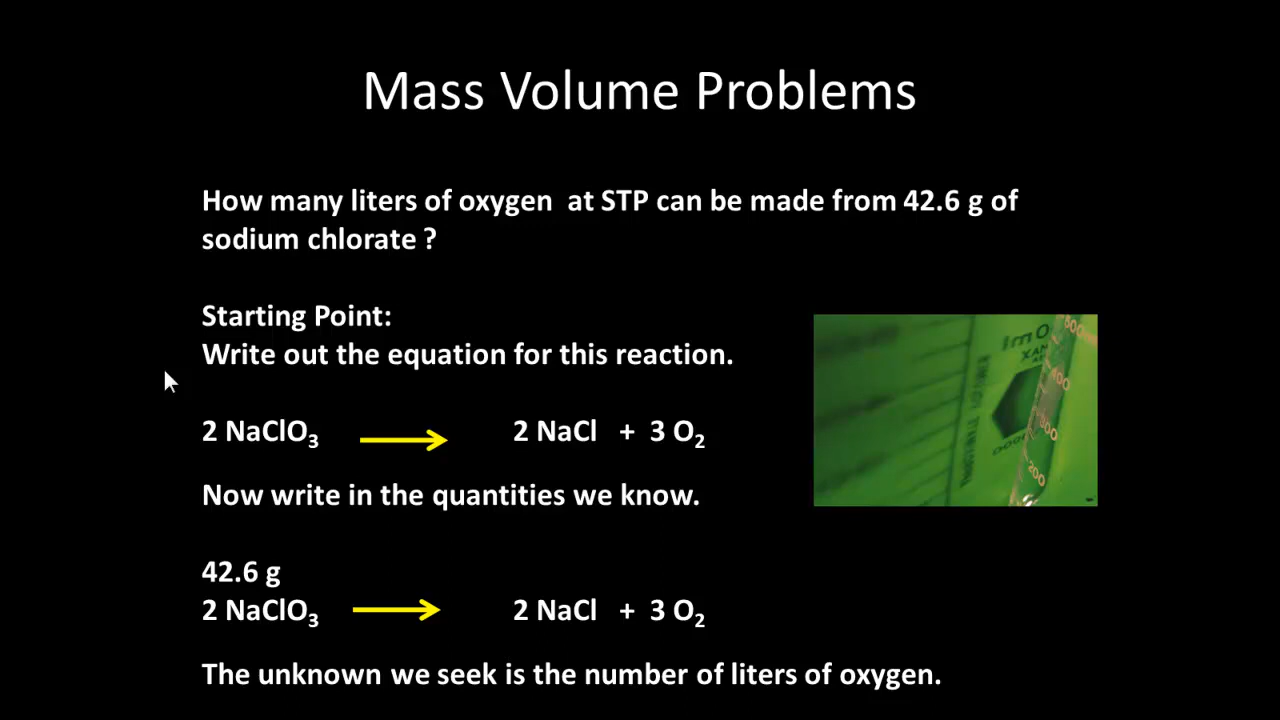 Mass Volume Problems
How many liters of oxygen  at STP can be made from 42.6 g of
sodium chlorate ?
Starting Point:
Write out the equation for this reaction.
2 NaClO₃ → 2 NaCl + 3 O₂
Now write in the quantities we know.
42.6 g
2 NaClO₃ → 2 NaCl + 3 O₂
The unknown we seek is the number of liters of oxygen.
400
300
200